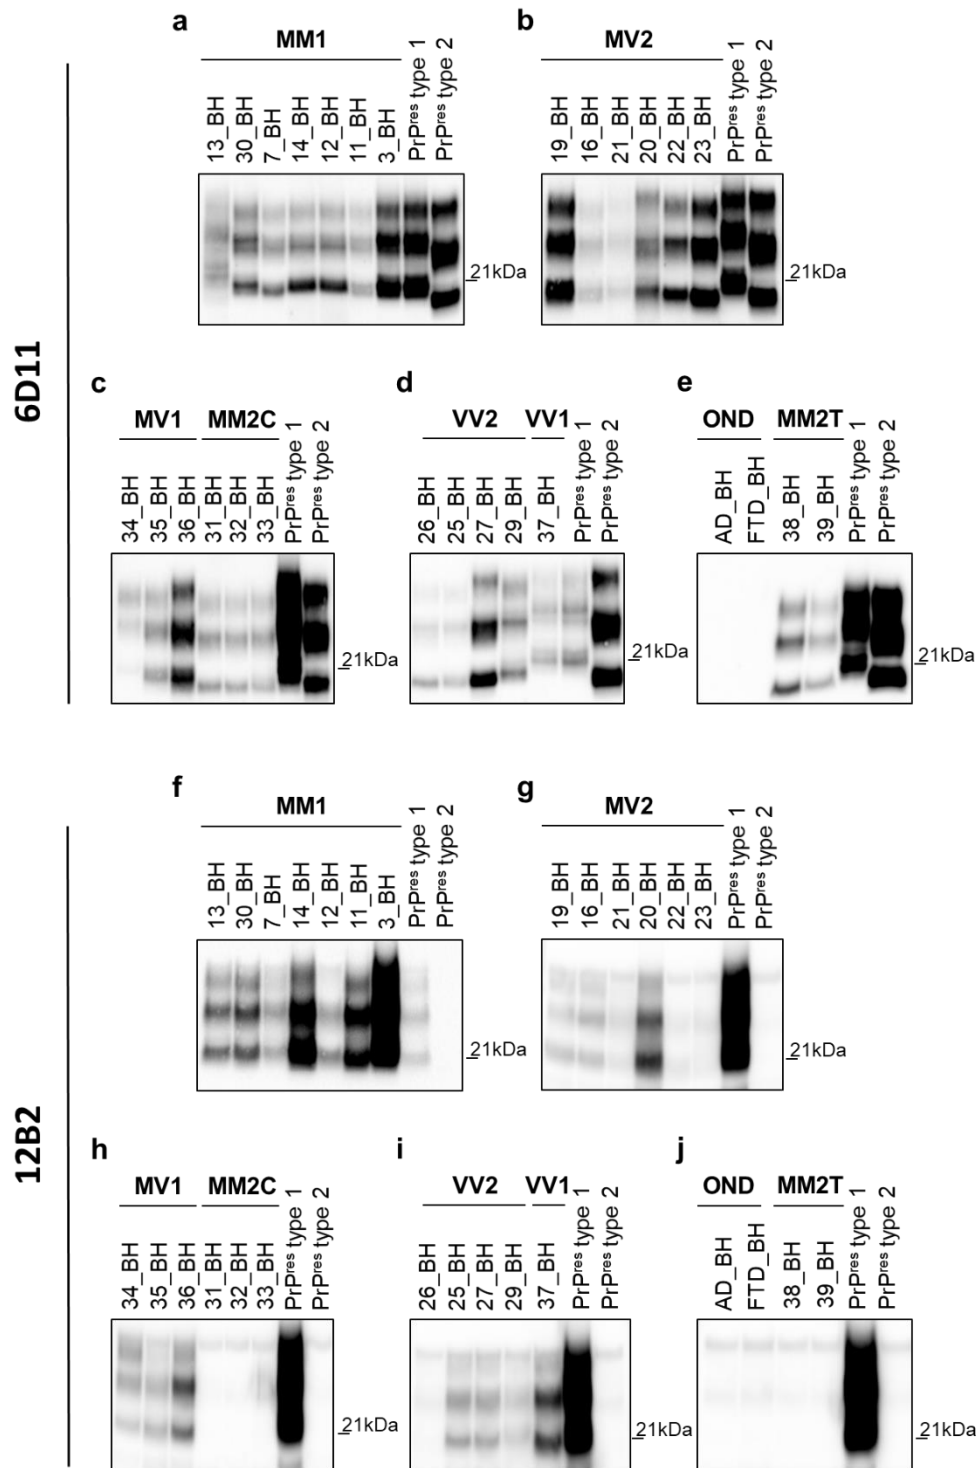 6D11
a
MM1
13_BH
30_BH
7_BH
14_BH
12_BH
11_BH
3_BH
PrPres type 1
PrPres type 2
21kDa
b
MV2
19_BH
16_BH
21_BH
20_BH
22_BH
23_BH
PrPres type 1
PrPres type 2
21kDa
c
MV1
MM2C
34_BH
35_BH
36_BH
31_BH
32_BH
33_BH
PrPres type 1
PrPres type 2
21kDa
d
VV2
VV1
26_BH
25_BH
27_BH
29_BH
37_BH
PrPres type 1
PrPres type 2
21kDa
e
OND
MM2T
AD_BH
FTD_BH
38_BH
39_BH
PrPres type 1
PrPres type 2
21kDa
12B2
f
MM1
13_BH
30_BH
7_BH
14_BH
12_BH
11_BH
3_BH
PrPres type 1
PrPres type 2
21kDa
g
MV2
19_BH
16_BH
21_BH
20_BH
22_BH
23_BH
PrPres type 1
PrPres type 2
21kDa
h
MV1
MM2C
34_BH
35_BH
36_BH
31_BH
32_BH
33_BH
PrPres type 1
PrPres type 2
21kDa
i
VV2
VV1
26_BH
25_BH
27_BH
29_BH
37_BH
PrPres type 1
PrPres type 2
21kDa
j
OND
MM2T
AD_BH
FTD_BH
38_BH
39_BH
PrPres type 1
PrPres type 2
21kDa